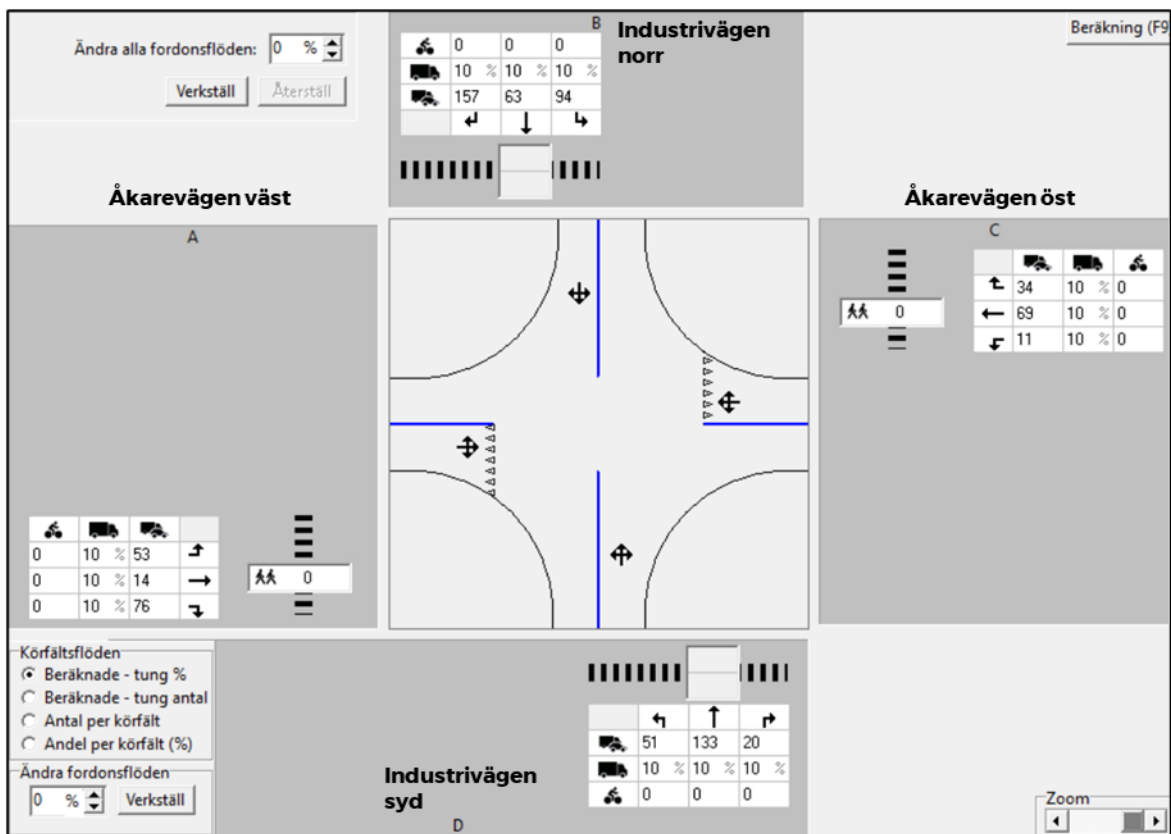 Ändra alla fordonsflöden: 0 %
Verkställ Återställ
B
Industrivägen
norr
0 0 0
10 % 10 % 10 %
157 63 94
Beräkning (F9
Åkarevägen väst
A
Åkarevägen öst
C
34 10 % 0
0 69 10 % 0
11 10 % 0
0 10 % 53
0 10 % 14 0
0 10 % 76
Körfältsflöden
Beräknade - tung %
Beräknade - tung antal
Antal per körfält
Andel per körfält (%)
Ändra fordonsflöden
0 % Verkställ
Industrivägen
syd
D
51 133 20
10 % 10 % 10 %
0 0 0
Zoom